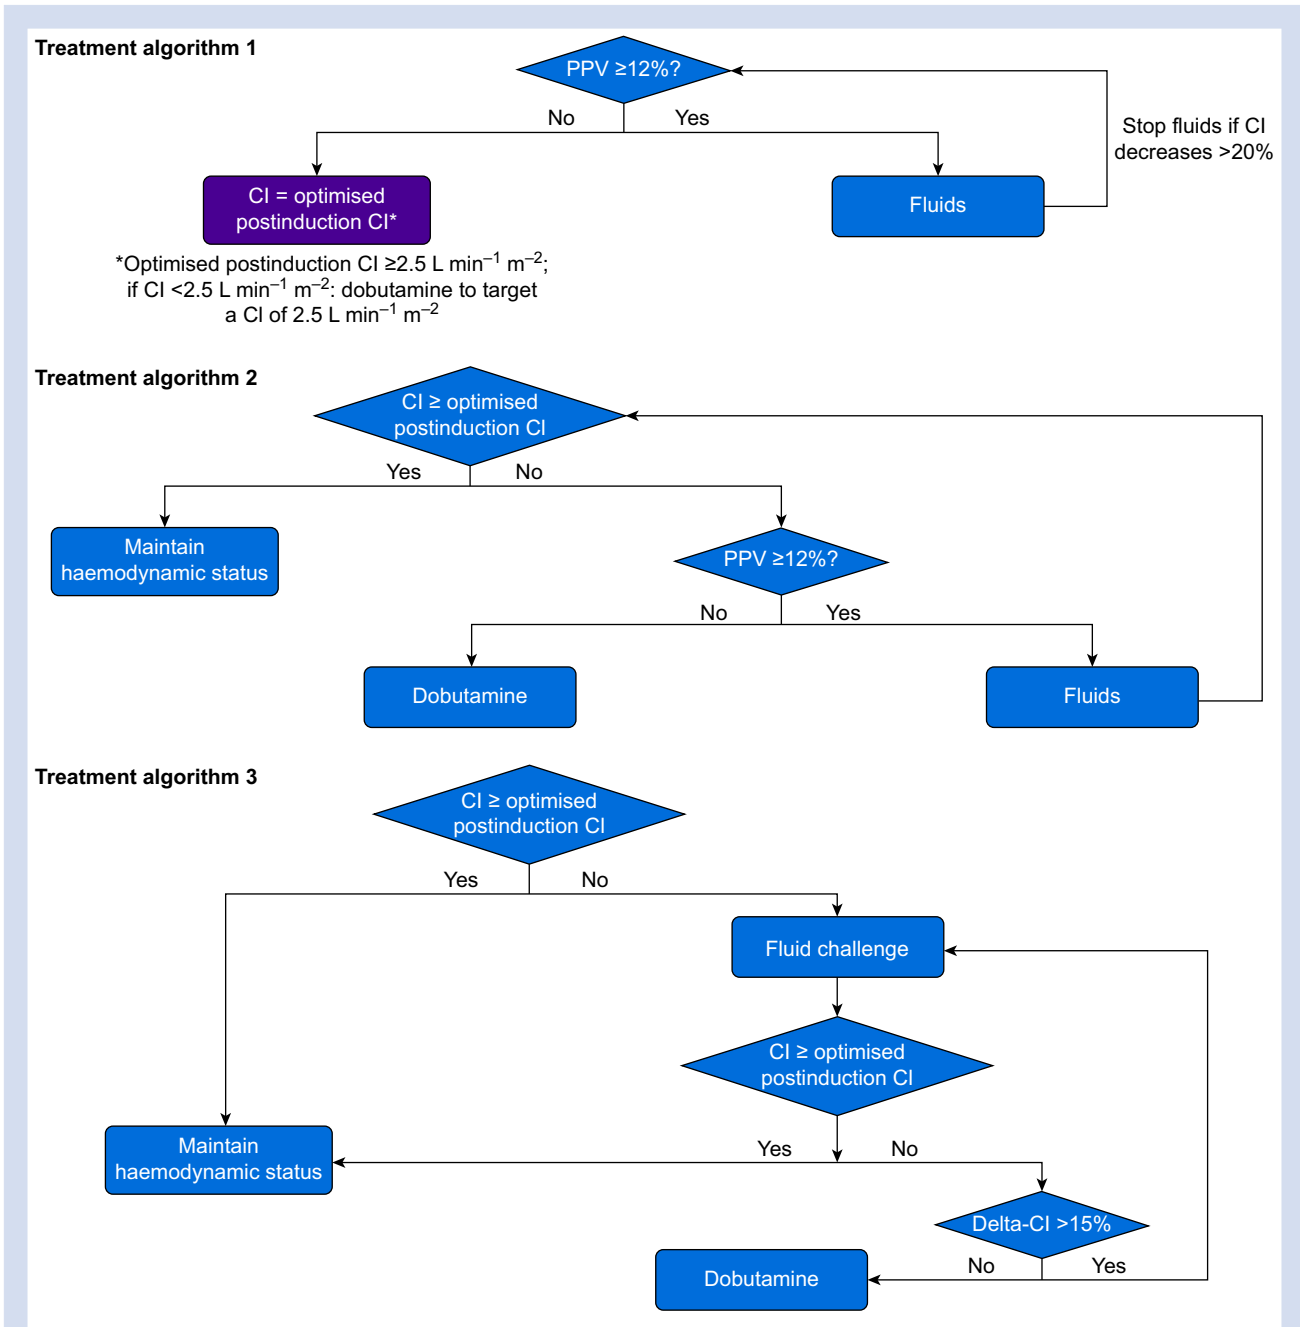 Treatment algorithm 1
PPV ≥12%?
No
Yes
Stop fluids if CI
decreases >20%
CI = optimised
postinduction CI*
Fluids
*Optimised postinduction CI ≥2.5 L min⁻¹ m⁻²;
if CI <2.5 L min⁻¹ m⁻²: dobutamine to target
a CI of 2.5 L min⁻¹ m⁻²
Treatment algorithm 2
CI ≥ optimised
postinduction CI
Yes
No
Maintain
haemodynamic status
PPV ≥12%?
No
Yes
Dobutamine
Fluids
Treatment algorithm 3
CI ≥ optimised
postinduction CI
Yes
No
Fluid challenge
CI ≥ optimised
postinduction CI
Yes
No
Maintain
haemodynamic status
Delta-CI >15%
No
Yes
Dobutamine